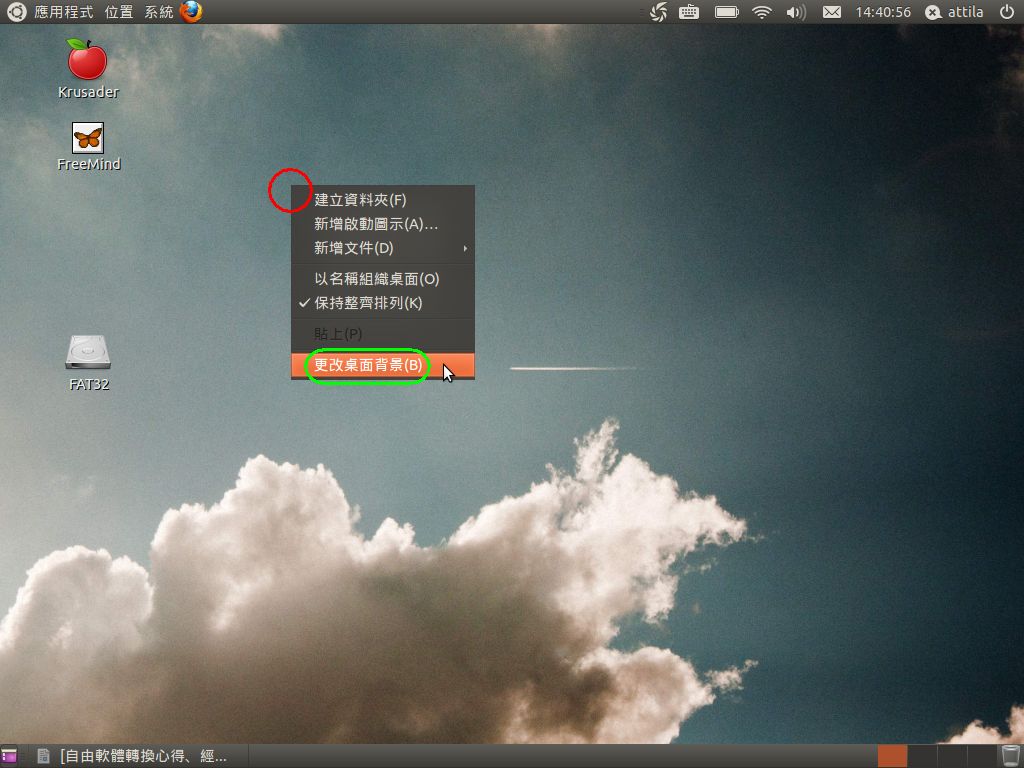 應用程式 位置 系統
14:40:56 attila
Krusader
FreeMind
建立資料夾(F)
新增啟動圖示(A)...
新增文件(D)
以名稱組織桌面(O)
保持整齊排列(K)
貼上(P)
更改桌面背景(B)
FAT32
[自由軟體轉換心得、經...